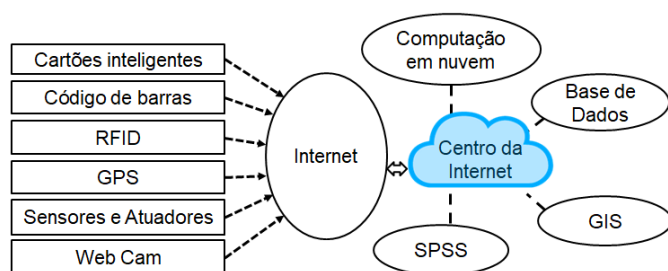 Cartões inteligentes
Código de barras
RFID
GPS
Sensores e Atuadores
Web Cam
Internet
Computação
em nuvem
Base de
Dados
Centro da
Internet
GIS
SPSS